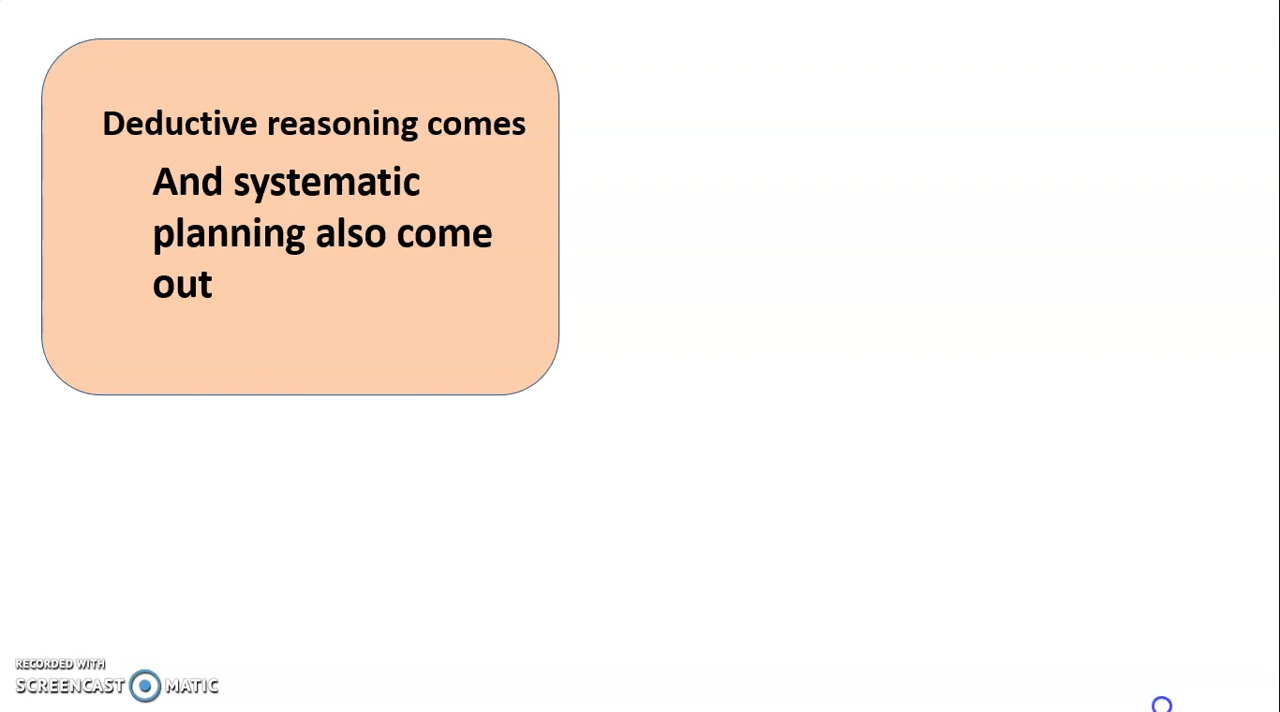 Deductive reasoning comes
And systematic
planning also come
out
RECORDED WITH
SCREENCAST MATIC